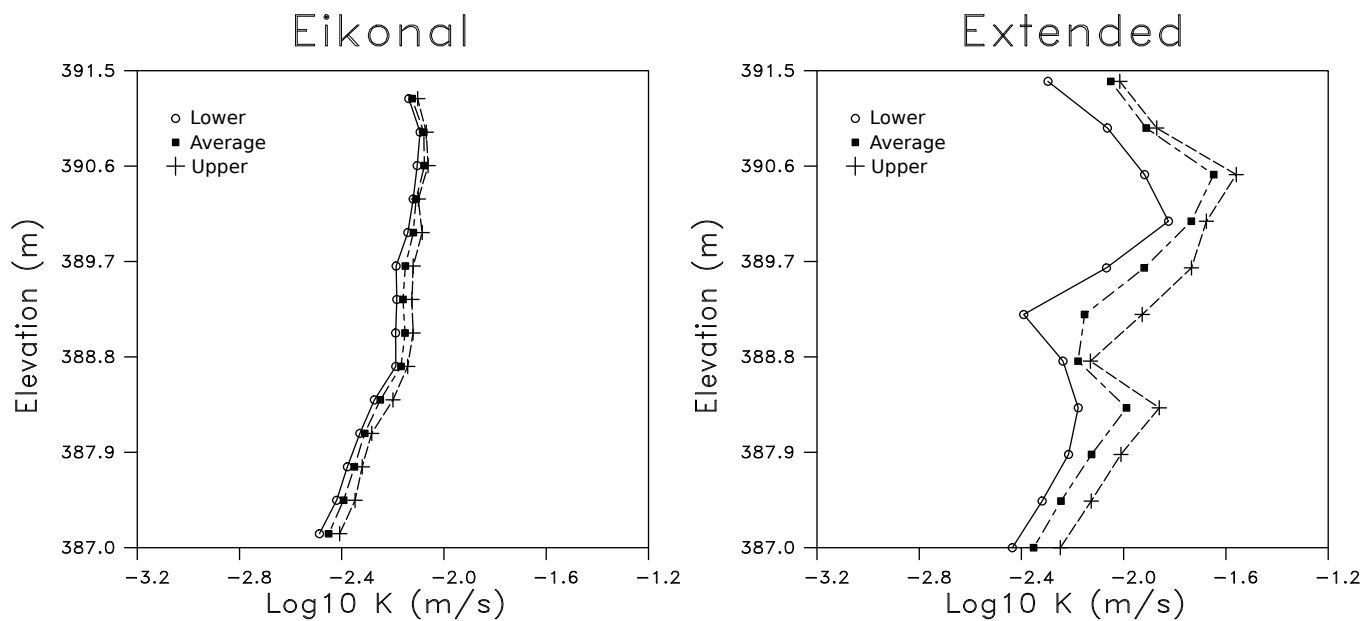 Eikonal
391.5
390.6
389.7
388.8
387.9
387.0
Elevation (m)
Lower
Average
Upper
−3.2 −2.8 −2.4 −2.0 −1.6 −1.2
Log10 K (m/s)
Extended
391.5
390.6
389.7
388.8
387.9
387.0
Elevation (m)
Lower
Average
Upper
−3.2 −2.8 −2.4 −2.0 −1.6 −1.2
Log10 K (m/s)